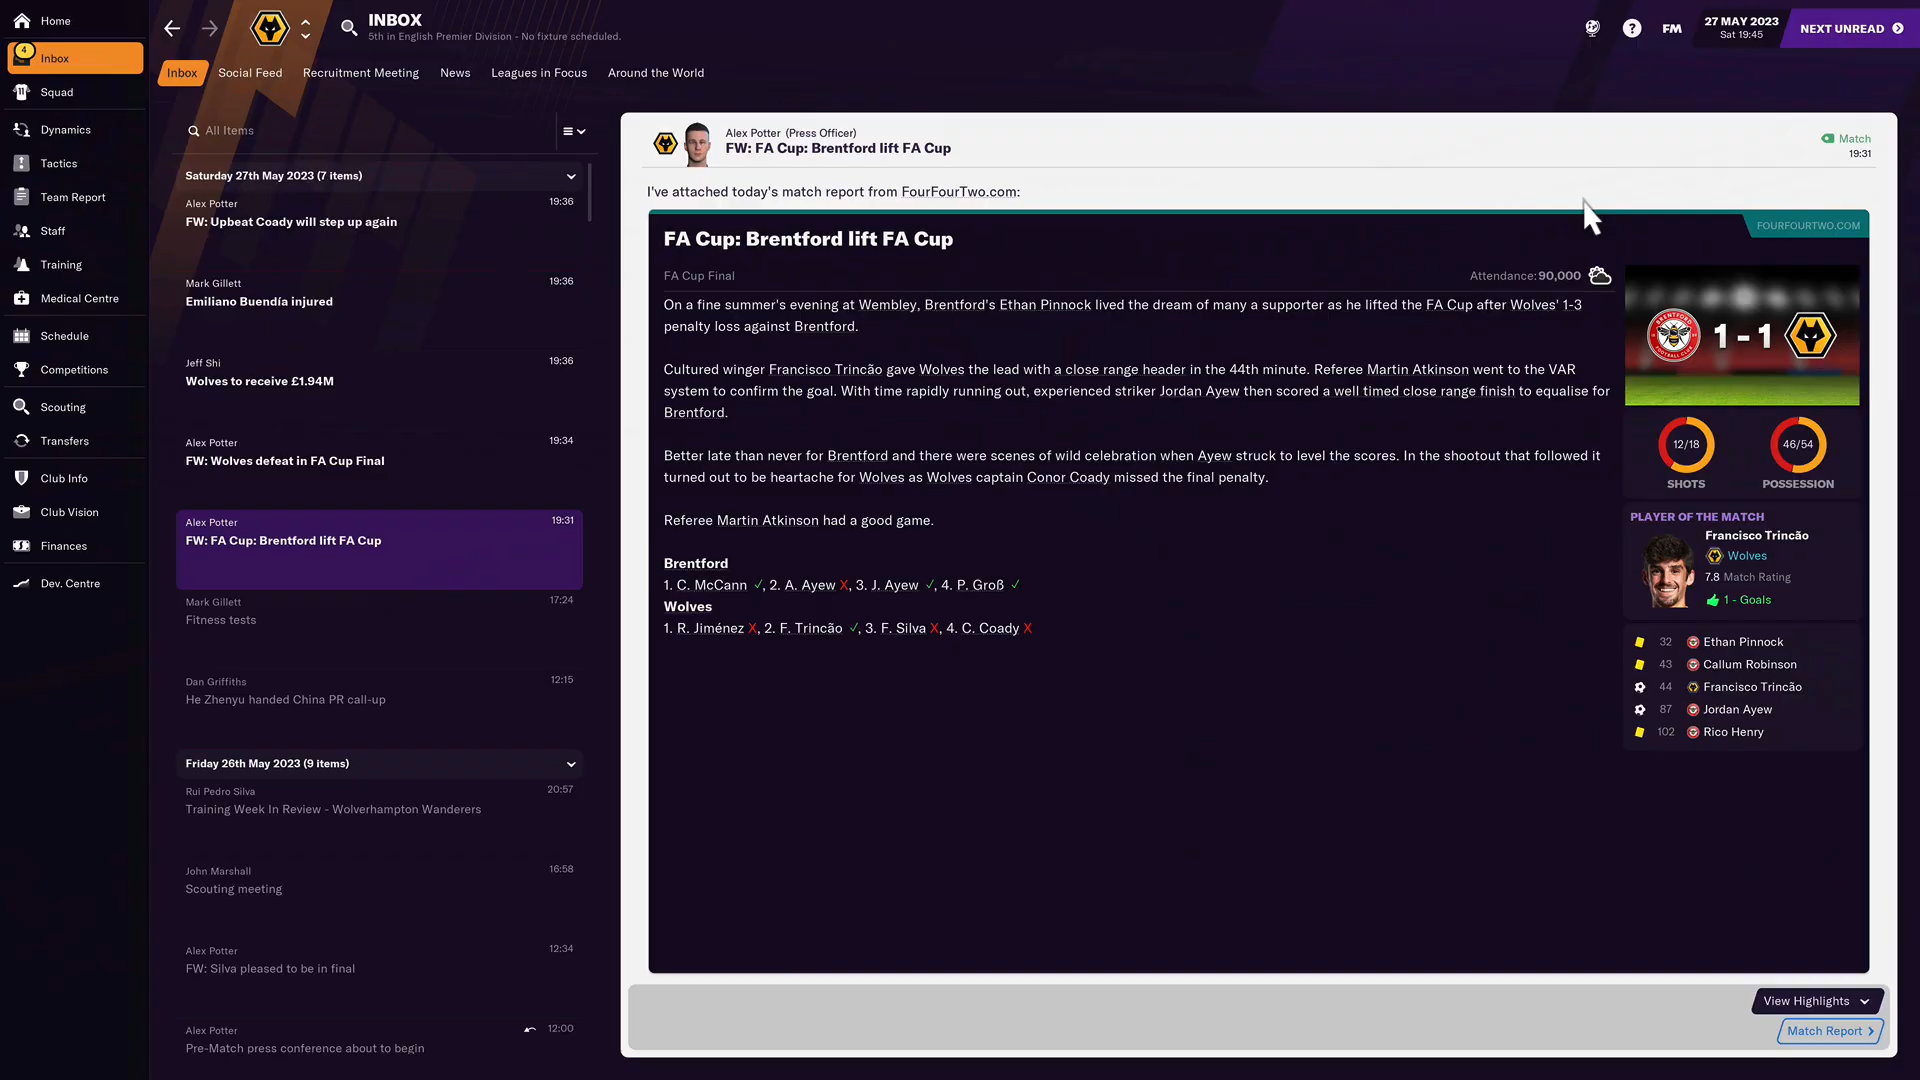 Home
4
Inbox
Squad
Dynamics
Tactics
Team Report
Staff
Training
Medical Centre
Schedule
Competitions
Scouting
Transfers
Club Info
Club Vision
Finances
Dev. Centre
INBOX
5th in English Premier Division - No fixture scheduled.
? FM
27 MAY 2023
Sat 19:45
NEXT UNREAD
Inbox Social Feed Recruitment Meeting News Leagues in Focus Around the World
All Items
Saturday 27th May 2023 (7 items)
Alex Potter 19:36
FW: Upbeat Coady will step up again
Mark Gillett 19:36
Emiliano Buendía injured
Jeff Shi 19:36
Wolves to receive £1.94M
Alex Potter 19:34
FW: Wolves defeat in FA Cup Final
Alex Potter 19:31
FW: FA Cup: Brentford lift FA Cup
Mark Gillett 17:24
Fitness tests
Dan Griffiths 12:15
He Zhenyu handed China PR call-up
Friday 26th May 2023 (9 items)
Rui Pedro Silva 20:57
Training Week In Review - Wolverhampton Wanderers
John Marshall 16:58
Scouting meeting
Alex Potter 12:34
FW: Silva pleased to be in final
Alex Potter 12:00
Pre-Match press conference about to begin
Alex Potter (Press Officer)
FW: FA Cup: Brentford lift FA Cup
Match
19:31
I've attached today's match report from FourFourTwo.com:
FOURFOURTWO.COM
FA Cup: Brentford lift FA Cup
FA Cup Final Attendance: 90,000
On a fine summer's evening at Wembley, Brentford's Ethan Pinnock lived the dream of many a supporter as he lifted the FA Cup after Wolves' 1-3
penalty loss against Brentford.
Cultured winger Francisco Trincão gave Wolves the lead with a close range header in the 44th minute. Referee Martin Atkinson went to the VAR
system to confirm the goal. With time rapidly running out, experienced striker Jordan Ayew then scored a well timed close range finish to equalise for
Brentford.
Better late than never for Brentford and there were scenes of wild celebration when Ayew struck to level the scores. In the shootout that followed it
turned out to be heartache for Wolves as Wolves captain Conor Coady missed the final penalty.
Referee Martin Atkinson had a good game.
Brentford
1. C. McCann ✓, 2. A. Ayew X, 3. J. Ayew ✓, 4. P. Groß ✓
Wolves
1. R. Jiménez X, 2. F. Trincão ✓, 3. F. Silva X, 4. C. Coady X
1 - 1
12/18
SHOTS
46/54
POSSESSION
PLAYER OF THE MATCH
Francisco Trincão
Wolves
7.8 Match Rating
1 - Goals
32 Ethan Pinnock
43 Callum Robinson
44 Francisco Trincão
87 Jordan Ayew
102 Rico Henry
View Highlights
Match Report